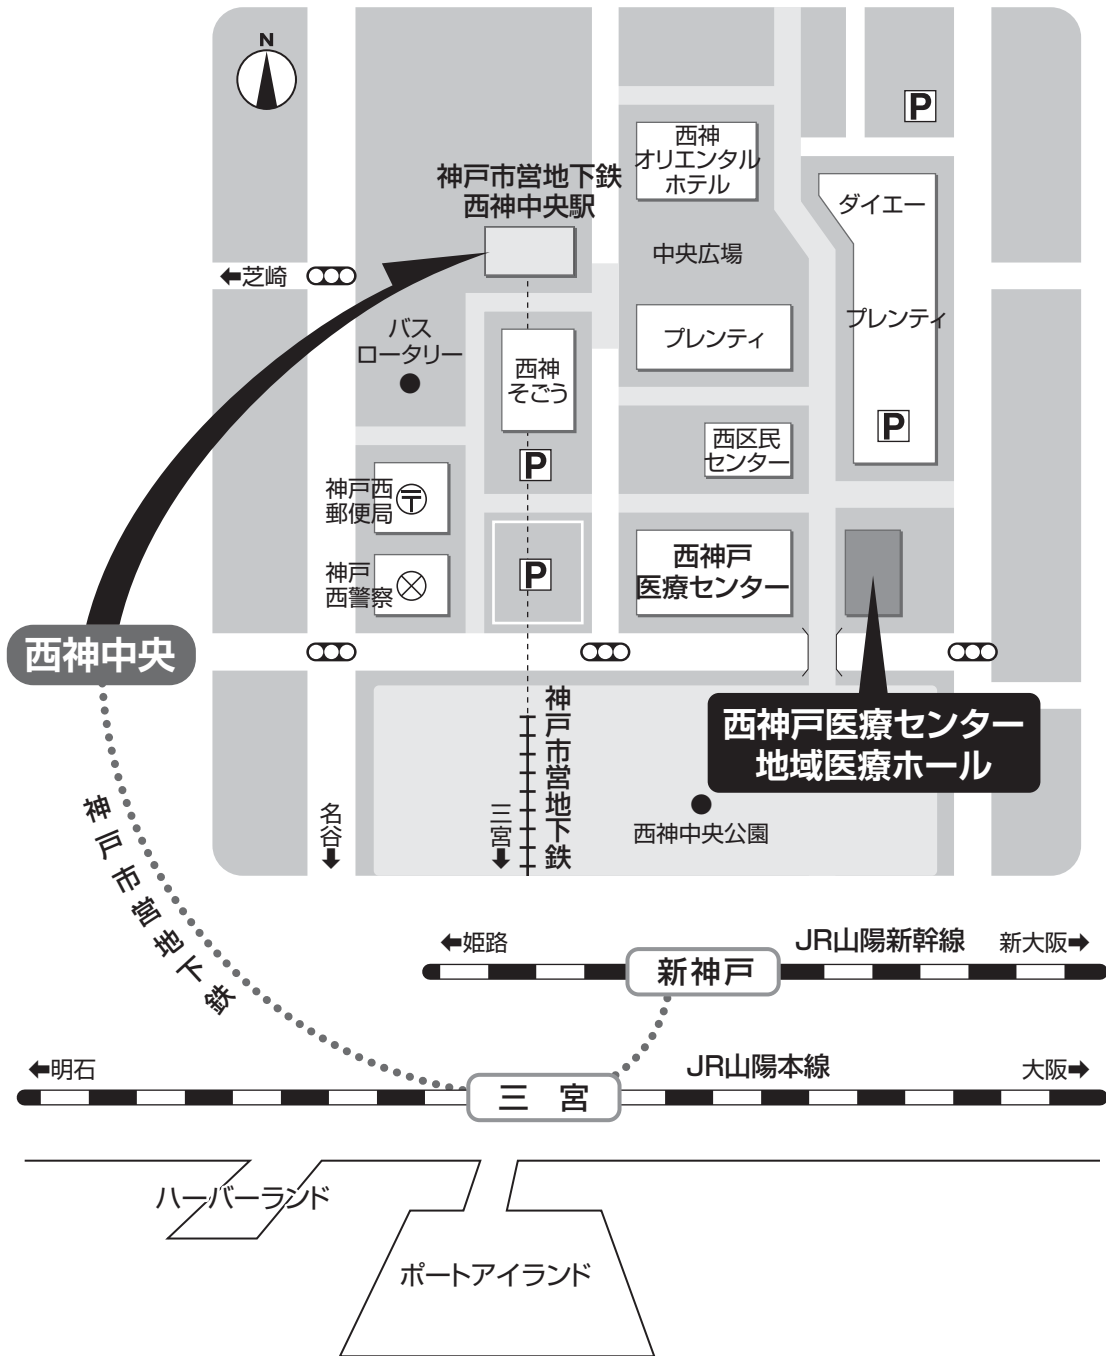 N
P
西神
オリエンタル
ホテル
神戸市営地下鉄
西神中央駅
ダイエー
中央広場
←芝崎
バス
ロータリー
プレンティ
プレンティ
西神
そごう
P
西区民
センター
P
神戸西
郵便局
〒
西神戸
医療センター
神戸
西警察
P
西神中央
西神戸医療センター
地域医療ホール
神戸市営地下鉄
名谷
三宮
西神中央公園
神戸市営地下鉄
←姫路
JR山陽新幹線
新大阪→
新神戸
←明石
JR山陽本線
大阪→
三 宮
ハーバーランド
ポートアイランド